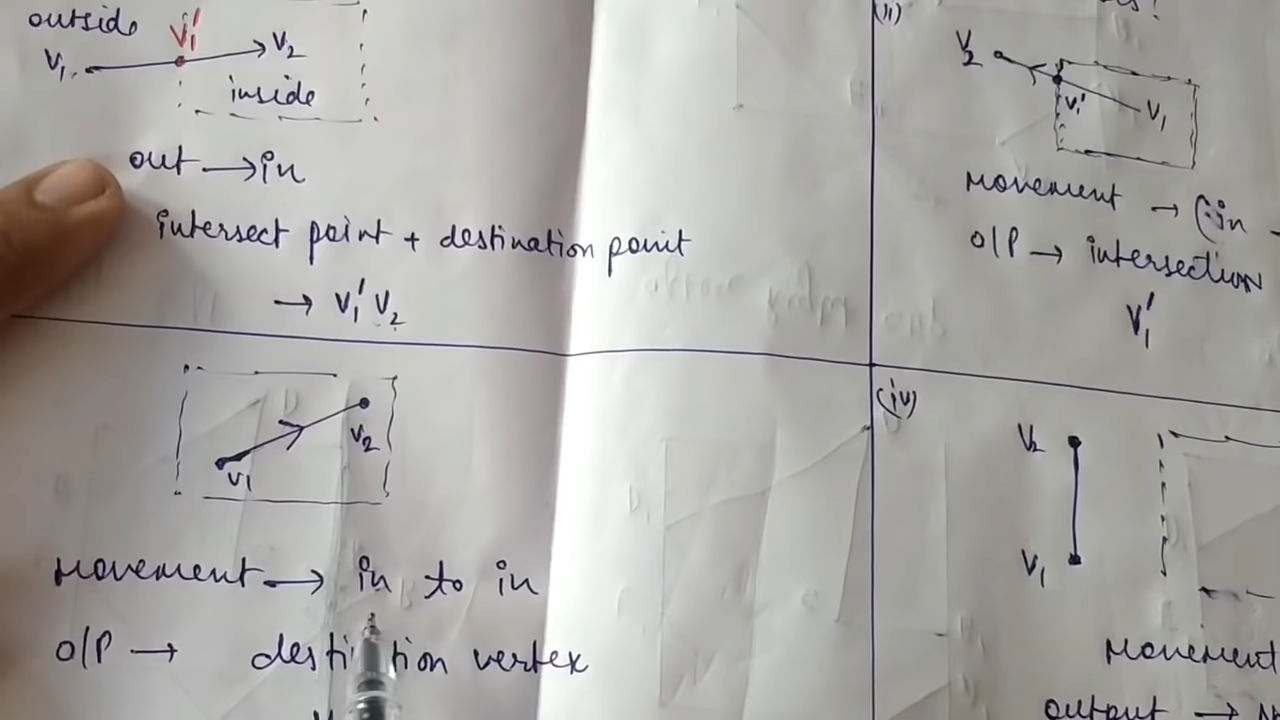 outside
V1'
V1
V2
inside
out → in
intersect point + destination point
→ V1' V2
(ii)
V2
V1'
V1
Movement → (in
O/P → intersection
V1'
V1
V2
Movement → in to in
O/P → vertex
(iv)
V2
V1
Movement
output →